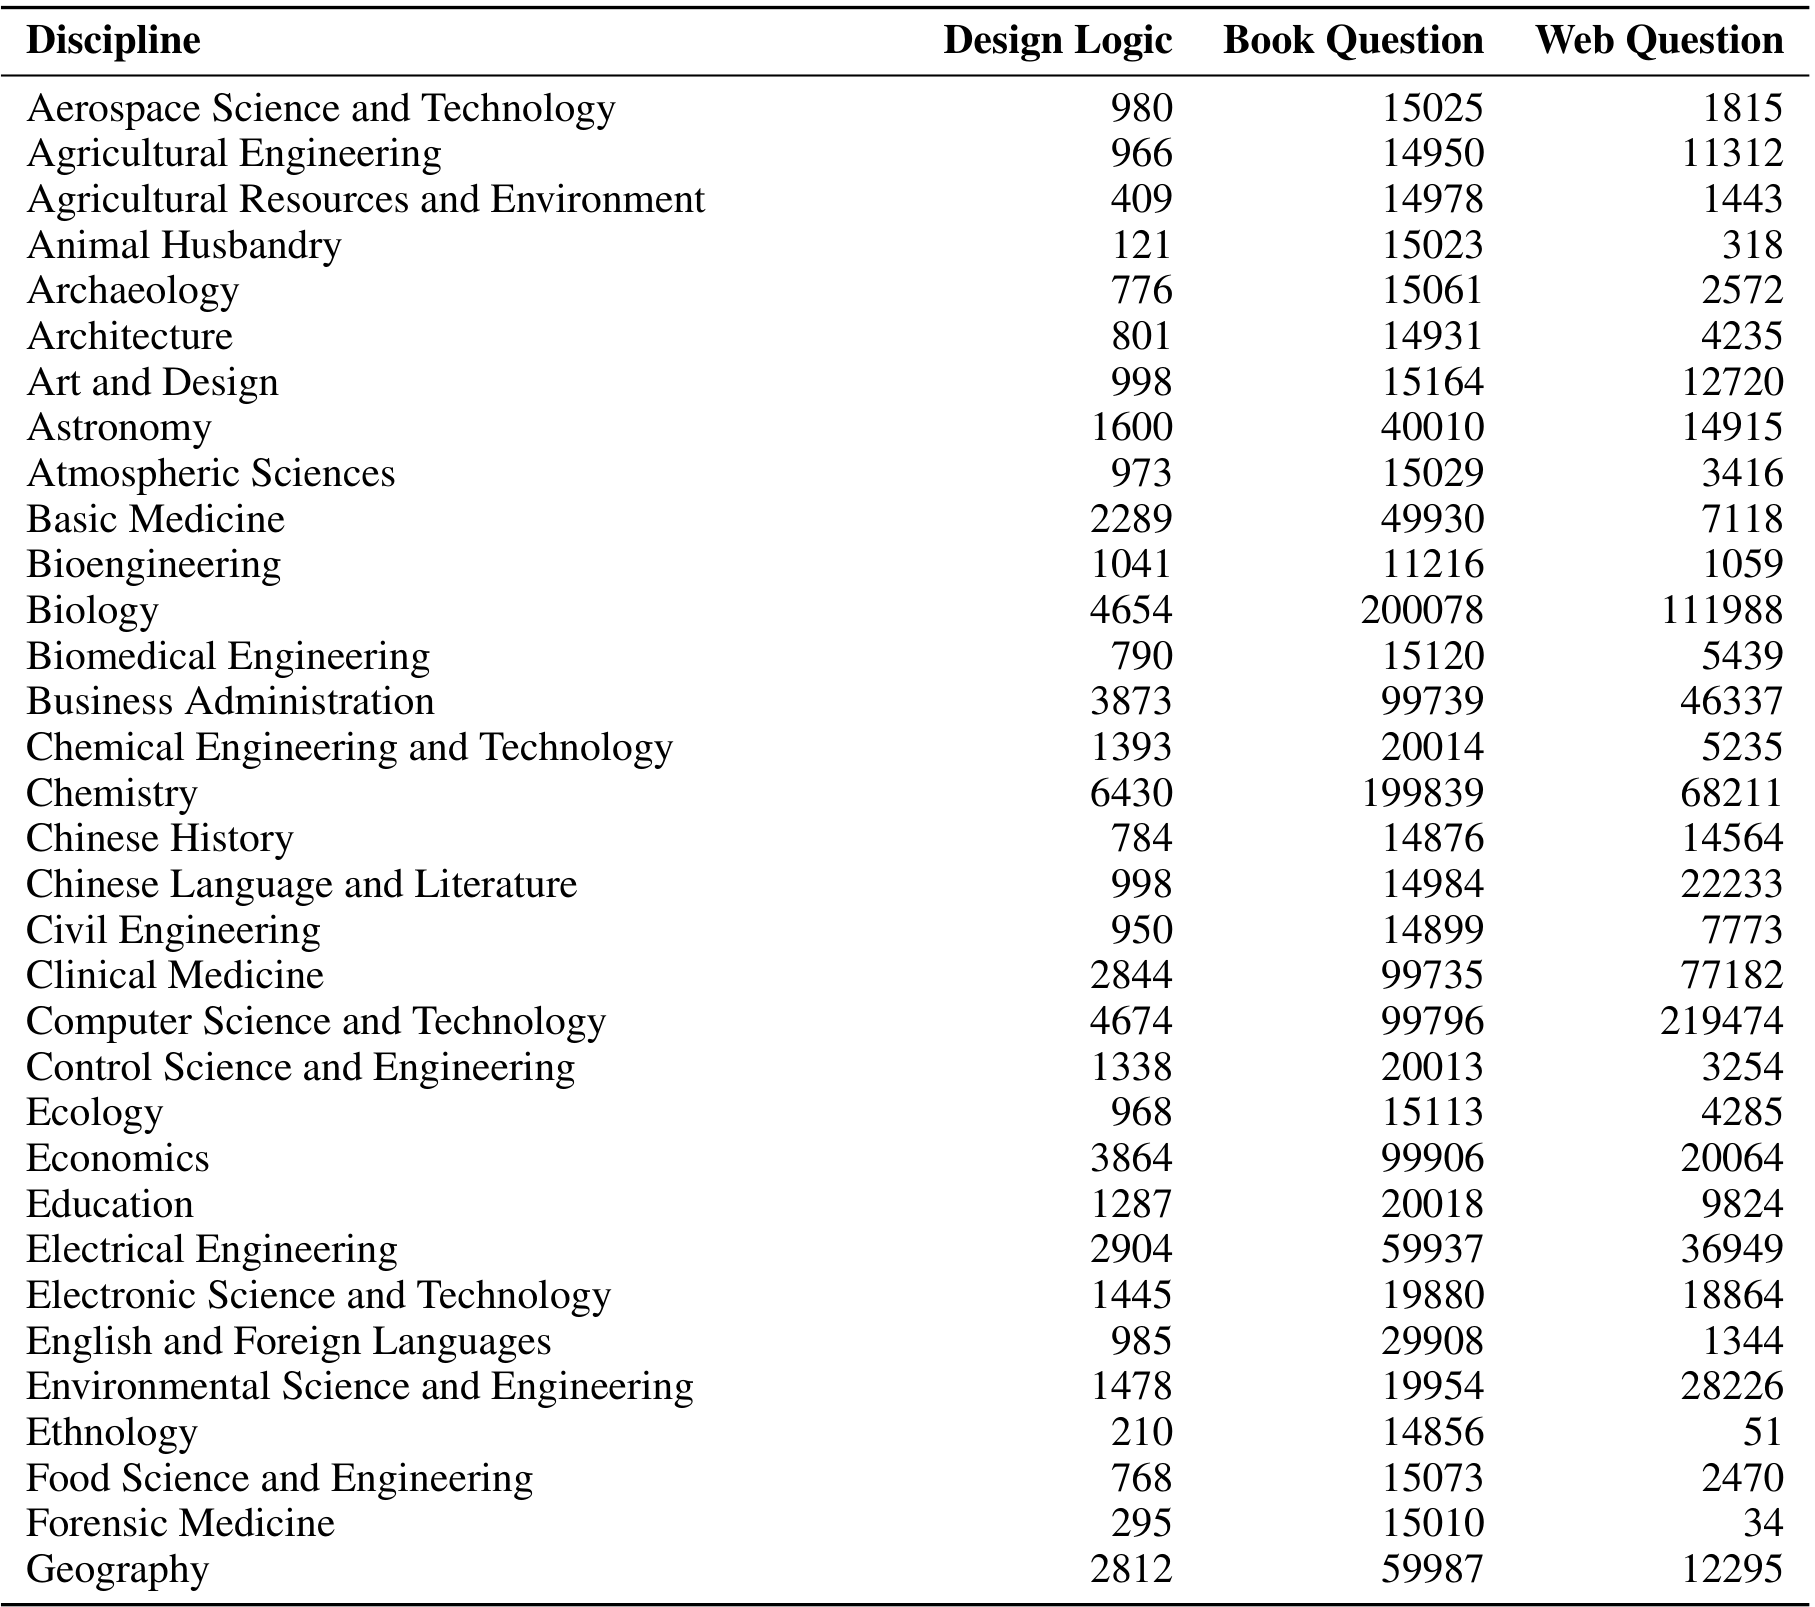 Discipline Design Logic Book Question Web Question
Aerospace Science and Technology 980 15025 1815
Agricultural Engineering 966 14950 11312
Agricultural Resources and Environment 409 14978 1443
Animal Husbandry 121 15023 318
Archaeology 776 15061 2572
Architecture 801 14931 4235
Art and Design 998 15164 12720
Astronomy 1600 40010 14915
Atmospheric Sciences 973 15029 3416
Basic Medicine 2289 49930 7118
Bioengineering 1041 11216 1059
Biology 4654 200078 111988
Biomedical Engineering 790 15120 5439
Business Administration 3873 99739 46337
Chemical Engineering and Technology 1393 20014 5235
Chemistry 6430 199839 68211
Chinese History 784 14876 14564
Chinese Language and Literature 998 14984 22233
Civil Engineering 950 14899 7773
Clinical Medicine 2844 99735 77182
Computer Science and Technology 4674 99796 219474
Control Science and Engineering 1338 20013 3254
Ecology 968 15113 4285
Economics 3864 99906 20064
Education 1287 20018 9824
Electrical Engineering 2904 59937 36949
Electronic Science and Technology 1445 19880 18864
English and Foreign Languages 985 29908 1344
Environmental Science and Engineering 1478 19954 28226
Ethnology 210 14856 51
Food Science and Engineering 768 15073 2470
Forensic Medicine 295 15010 34
Geography 2812 59987 12295